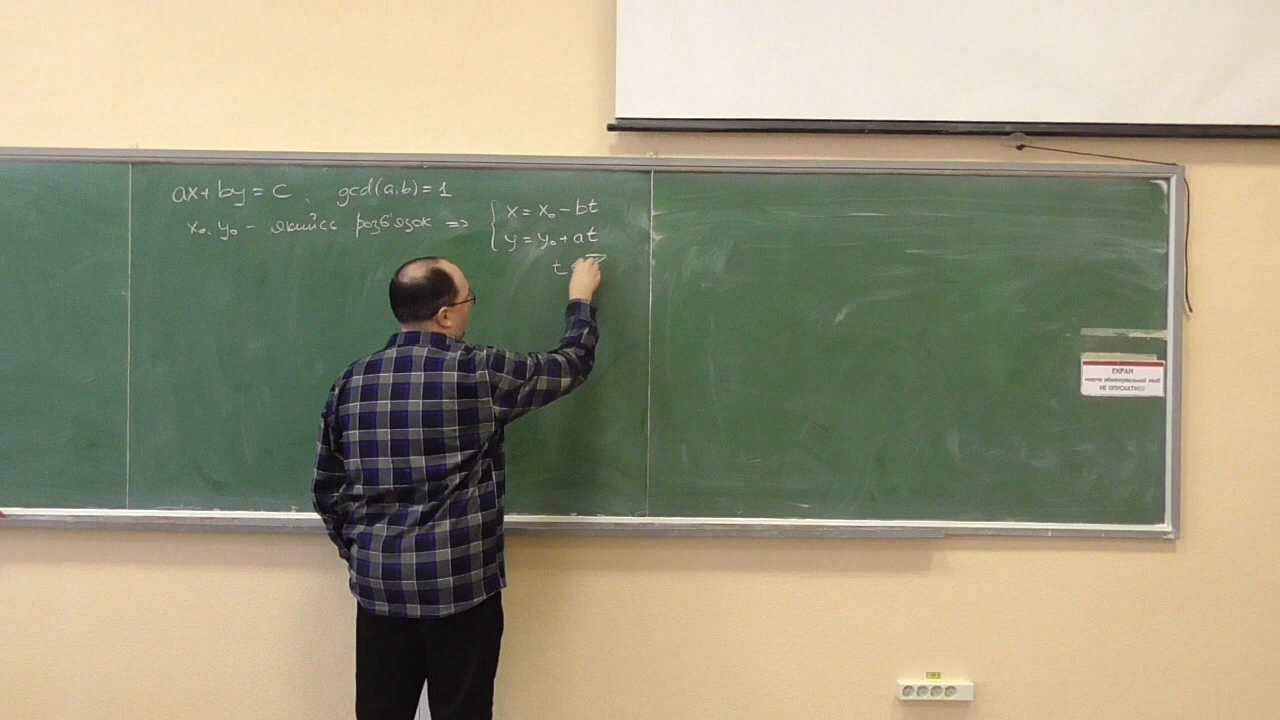 ax + by = c, gcd(a,b) = 1
x₀, y₀ - якийсь розв'язок => { x = x₀ - bt
y = y₀ + at
t
ЕКРАН
НЕ ОПУСКАТИ!!!